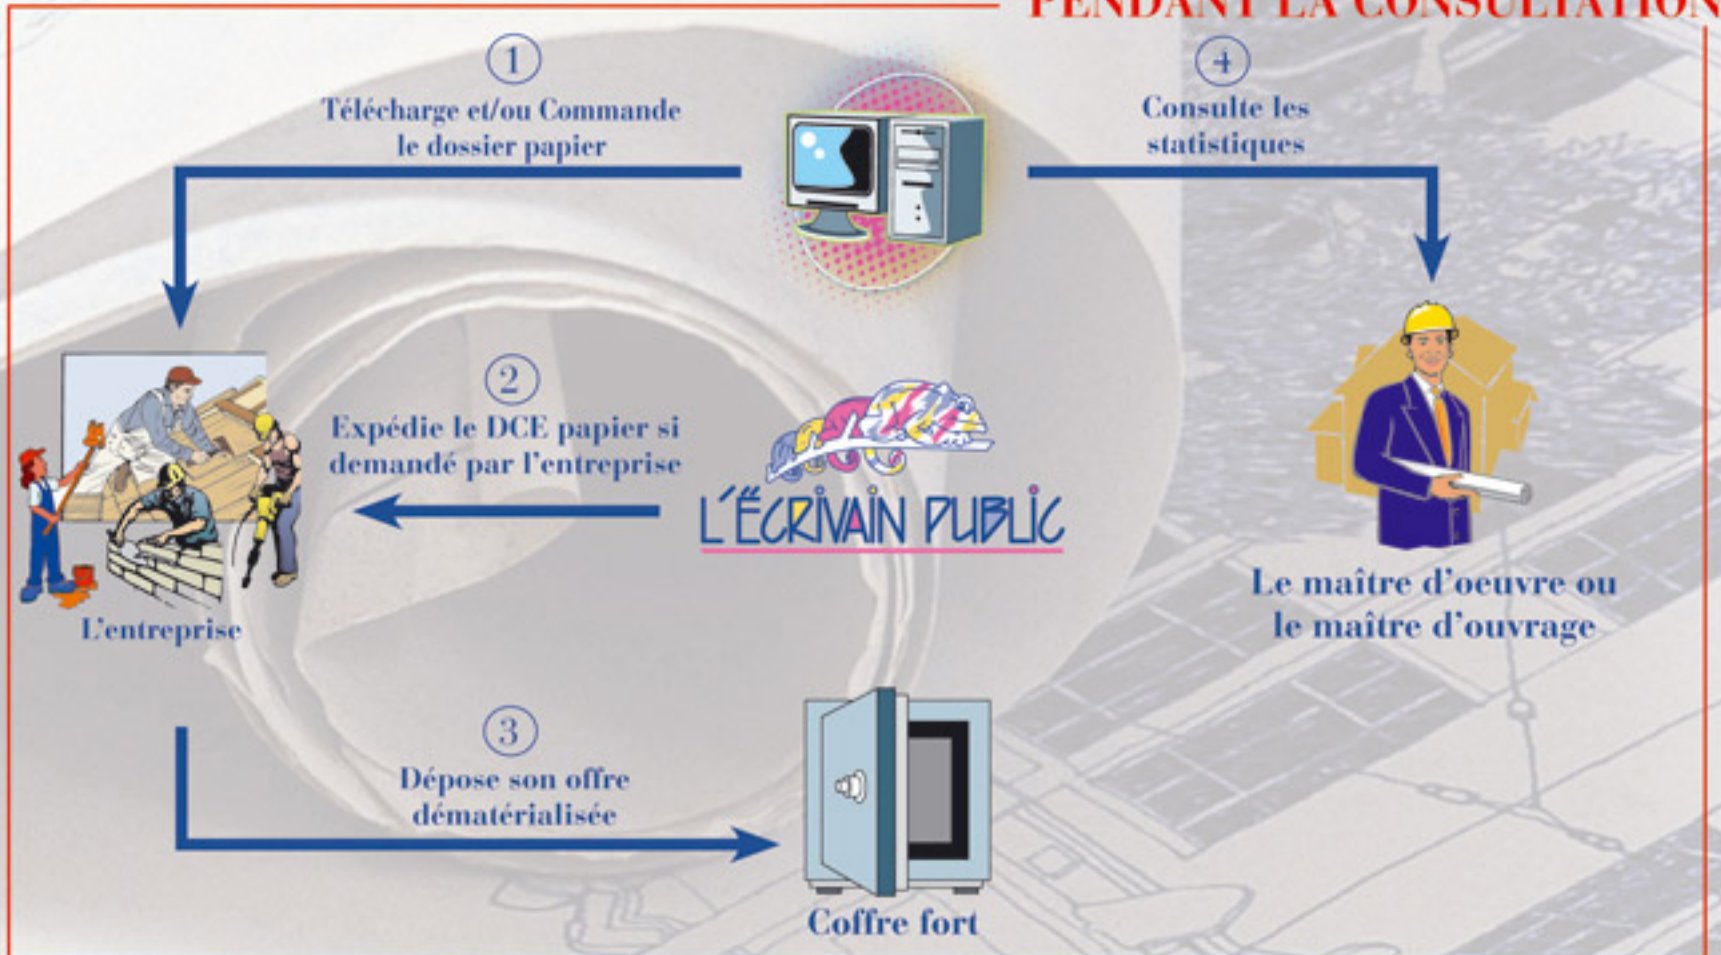 PENDANT LA CONSULTATION
1
Télécharge et/ou Commande
le dossier papier
4
Consulte les
statistiques
2
Expédie le DCE papier si
demandé par l'entreprise
L'ËCRIVAIN PUBLIC
L'entreprise
Le maître d'oeuvre ou
le maître d'ouvrage
3
Dépose son offre
dématérialisée
Coffre fort